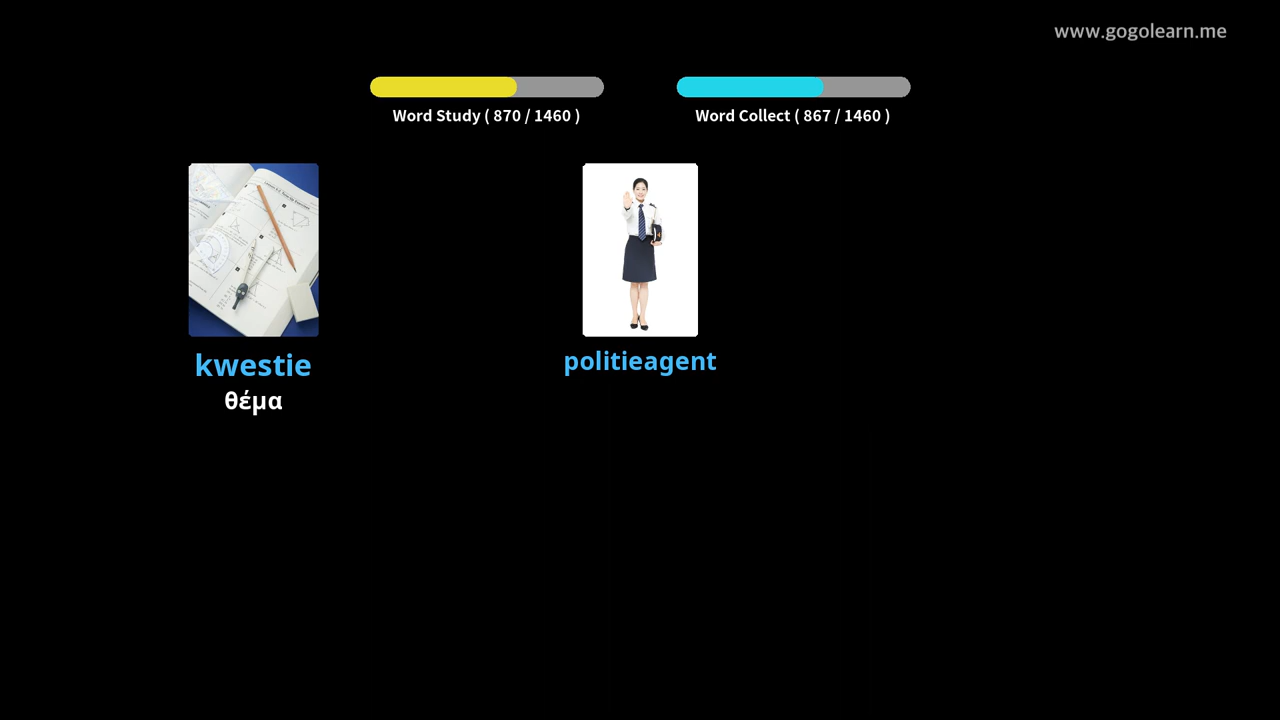 www.gogolearn.me
Word Study ( 870 / 1460 )
Word Collect ( 867 / 1460 )
kwestie
θέμα
politieagent